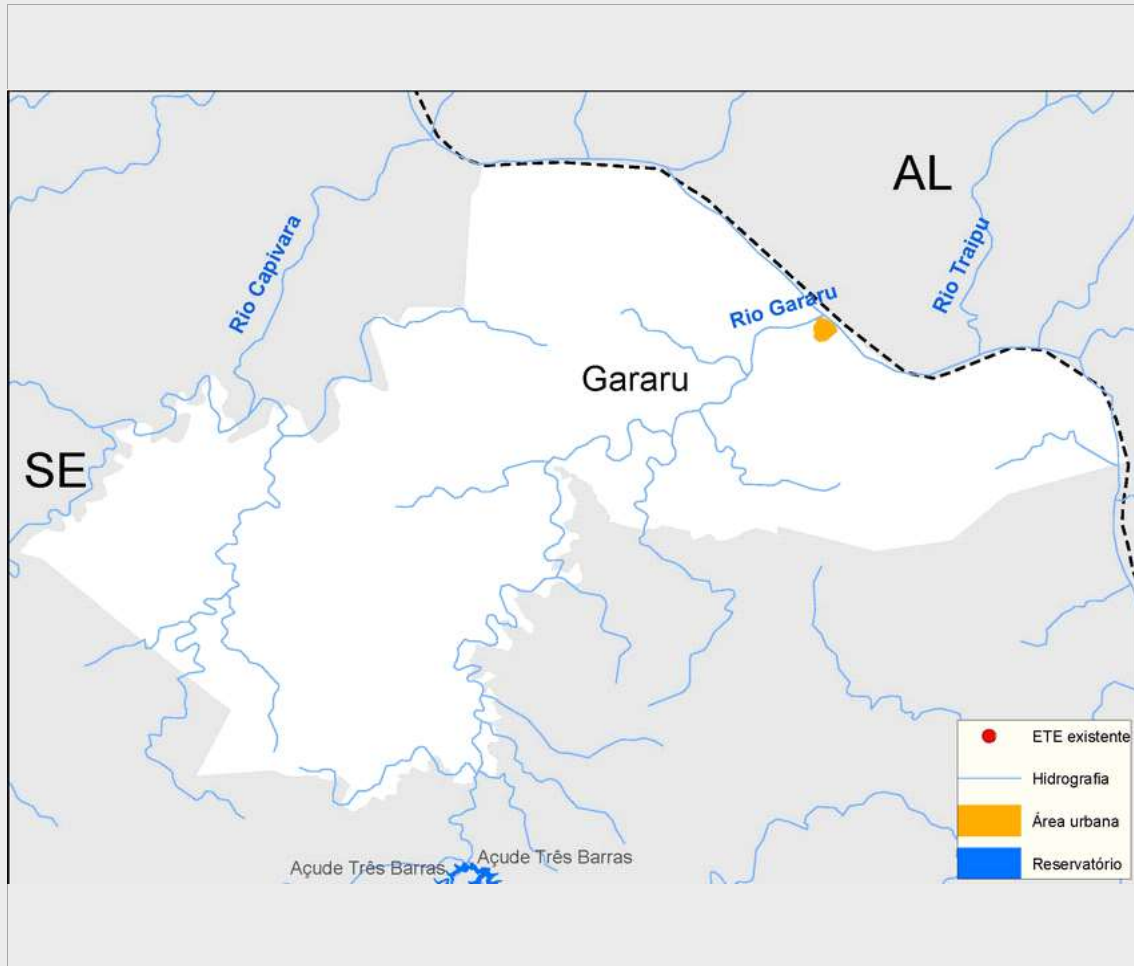 AL
Rio Capivara
Rio Traipu
Rio Gararu
Gararu
SE
ETE existente
Hidrografia
Área urbana
Reservatório
Açude Três Barras
Açude Três Barras